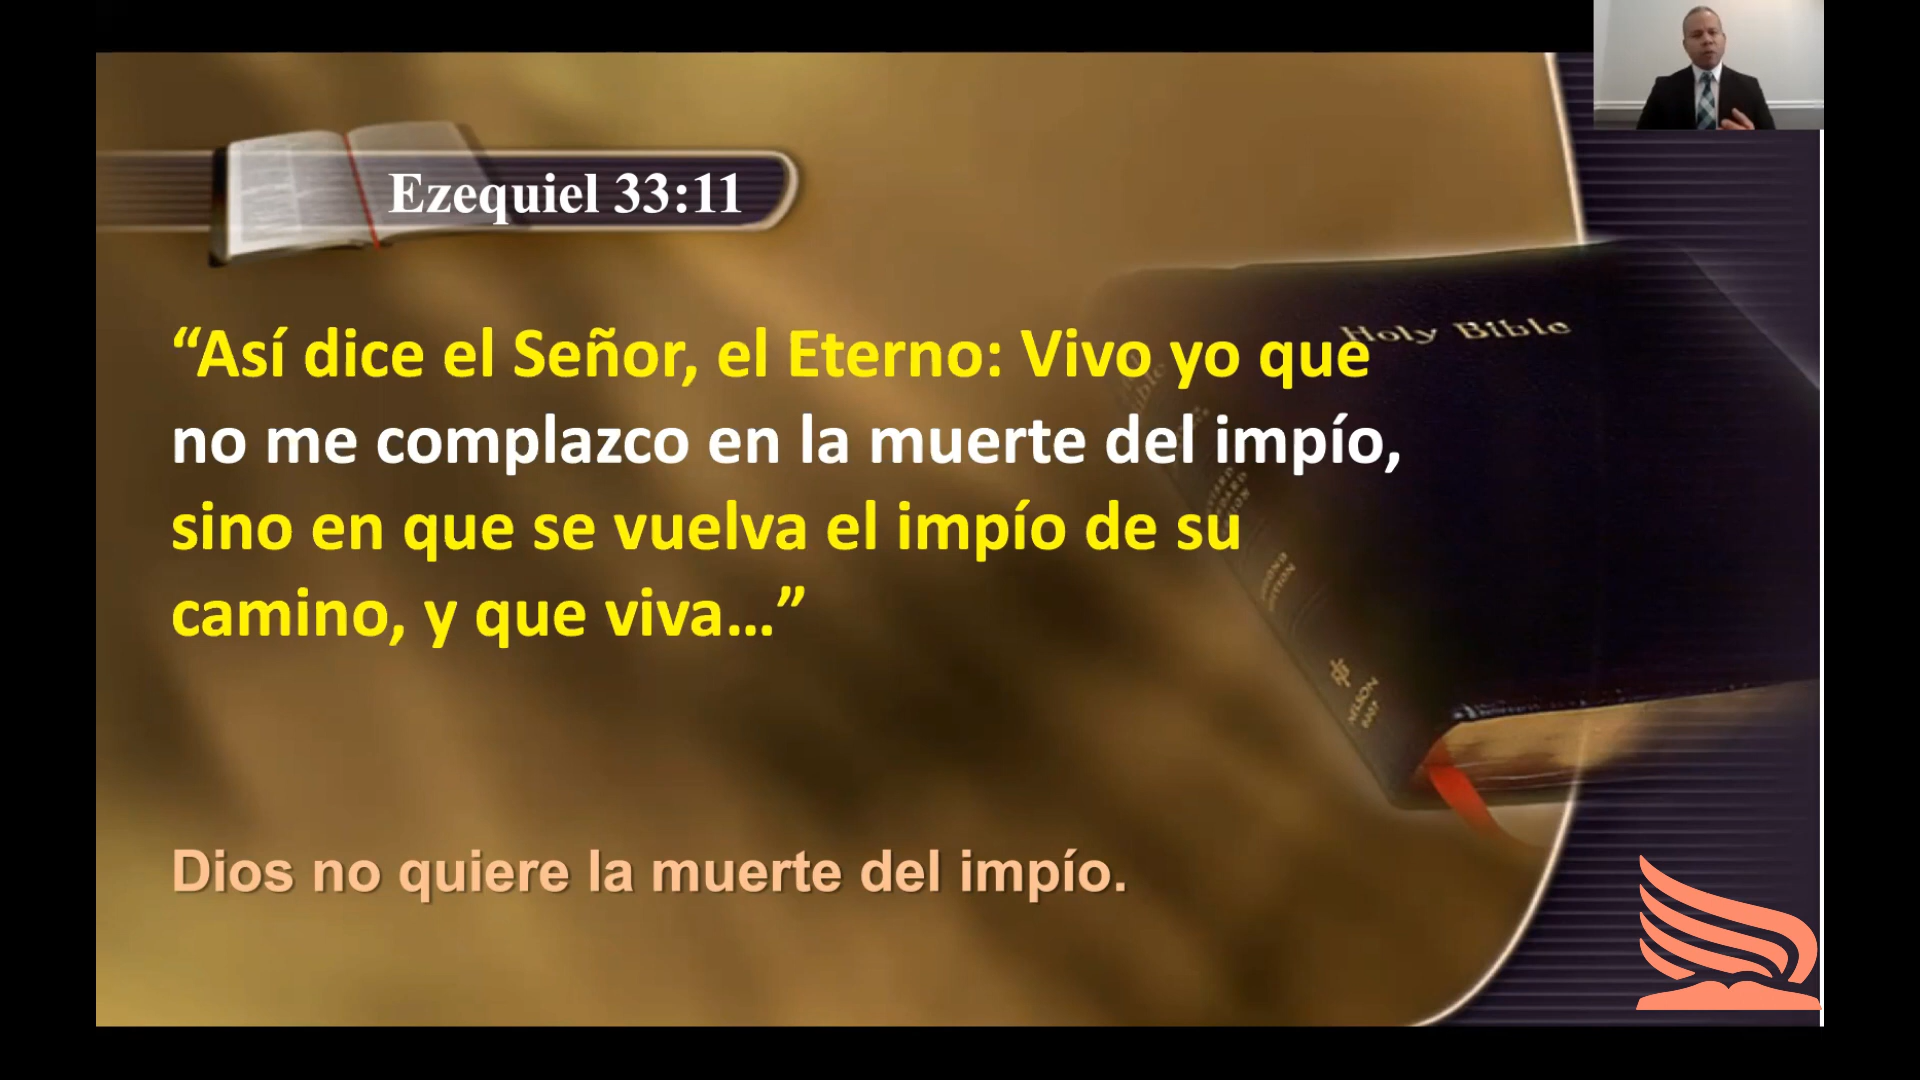 Ezequiel 33:11
Holy Bible
“Así dice el Señor, el Eterno: Vivo yo que
no me complazco en la muerte del impío,
sino en que se vuelva el impío de su
camino, y que viva...”
NELSON
Dios no quiere la muerte del impío.